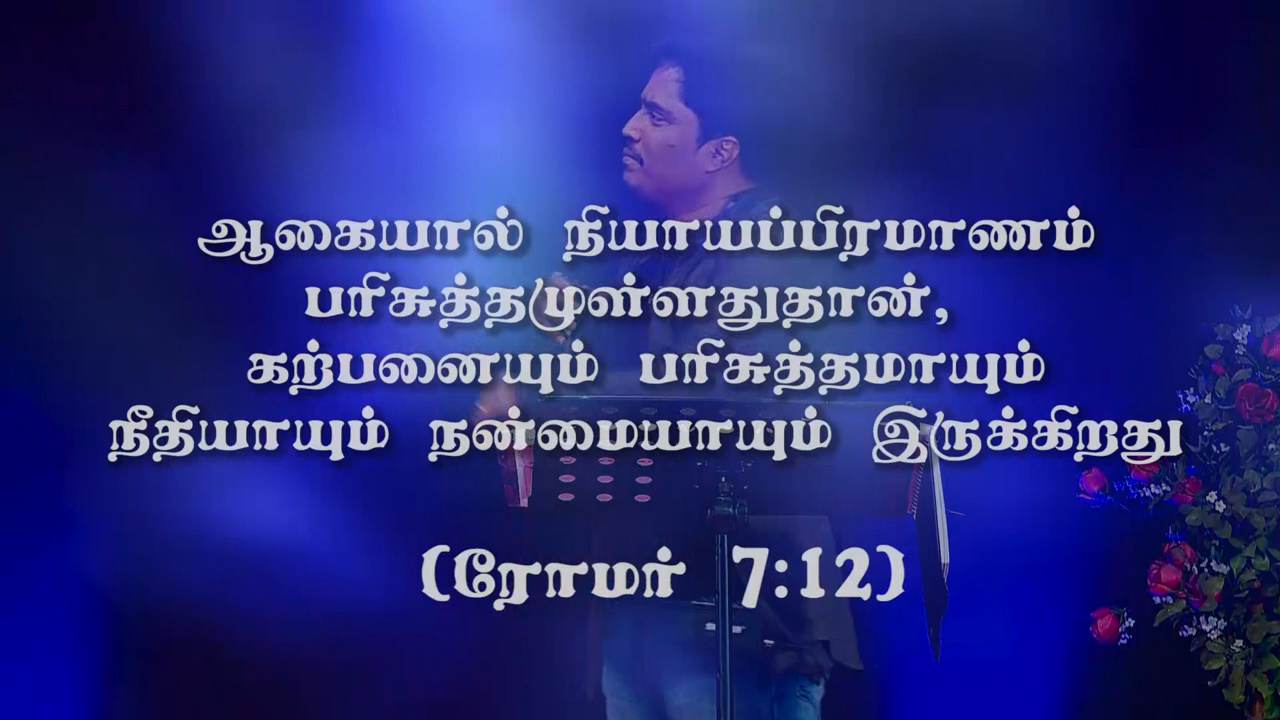 ஆகையால் நியாயப்பிரமாணம்
பரிசுத்தமுள்ளதுதான்,
கற்பனையும் பரிசுத்தமாயும்
நீதியாயும் நன்மையாயும் இருக்கிறது
(ரோமர் 7:12)